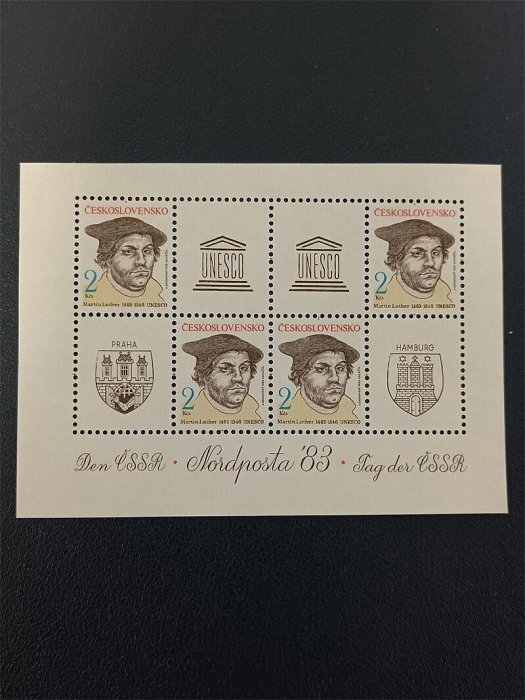 ČESKOSLOVENSKO
2
Kčs
Martin Luther 1483-1546 UNESCO
UNESCO
UNESCO
ČESKOSLOVENSKO
2
Kčs
Martin Luther 1483-1546 UNESCO
PRAHA
ČESKOSLOVENSKO
2
Kčs
Martin Luther 1483-1546 UNESCO
ČESKOSLOVENSKO
2
Kčs
Martin Luther 1483-1546 UNESCO
HAMBURG
Den ČSSR • Nordposta '83 • Tag der ČSSR